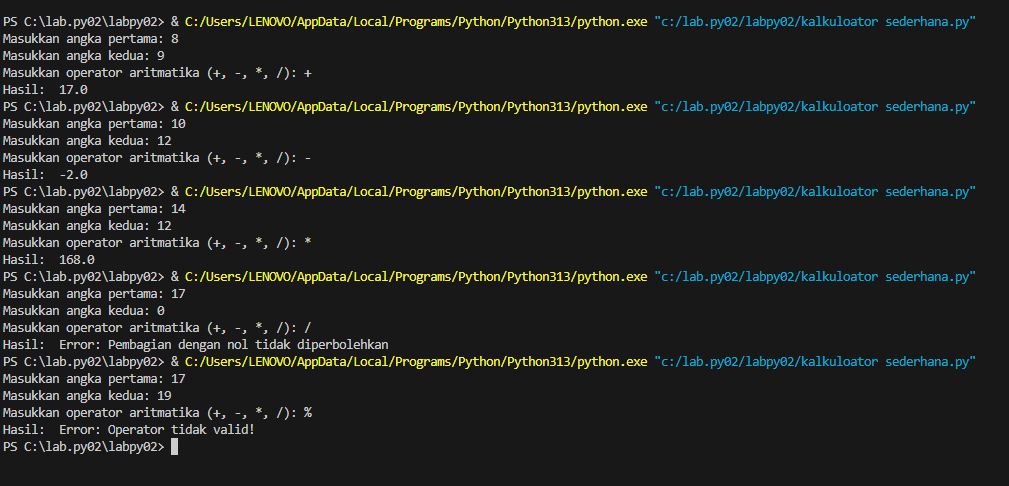 PS C:\lab.py02\labpy02> & C:/Users/LENOVO/AppData/Local/Programs/Python/Python313/python.exe "c:/lab.py02/labpy02/kalkuloator sederhana.py"
Masukkan angka pertama: 8
Masukkan angka kedua: 9
Masukkan operator aritmatika (+, -, *, /): +
Hasil:  17.0
PS C:\lab.py02\labpy02> & C:/Users/LENOVO/AppData/Local/Programs/Python/Python313/python.exe "c:/lab.py02/labpy02/kalkuloator sederhana.py"
Masukkan angka pertama: 10
Masukkan angka kedua: 12
Masukkan operator aritmatika (+, -, *, /): -
Hasil:  -2.0
PS C:\lab.py02\labpy02> & C:/Users/LENOVO/AppData/Local/Programs/Python/Python313/python.exe "c:/lab.py02/labpy02/kalkuloator sederhana.py"
Masukkan angka pertama: 14
Masukkan angka kedua: 12
Masukkan operator aritmatika (+, -, *, /): *
Hasil:  168.0
PS C:\lab.py02\labpy02> & C:/Users/LENOVO/AppData/Local/Programs/Python/Python313/python.exe "c:/lab.py02/labpy02/kalkuloator sederhana.py"
Masukkan angka pertama: 17
Masukkan angka kedua: 0
Masukkan operator aritmatika (+, -, *, /): /
Hasil:  Error: Pembagian dengan nol tidak diperbolehkan
PS C:\lab.py02\labpy02> & C:/Users/LENOVO/AppData/Local/Programs/Python/Python313/python.exe "c:/lab.py02/labpy02/kalkuloator sederhana.py"
Masukkan angka pertama: 17
Masukkan angka kedua: 19
Masukkan operator aritmatika (+, -, *, /): %
Hasil:  Error: Operator tidak valid!
PS C:\lab.py02\labpy02>